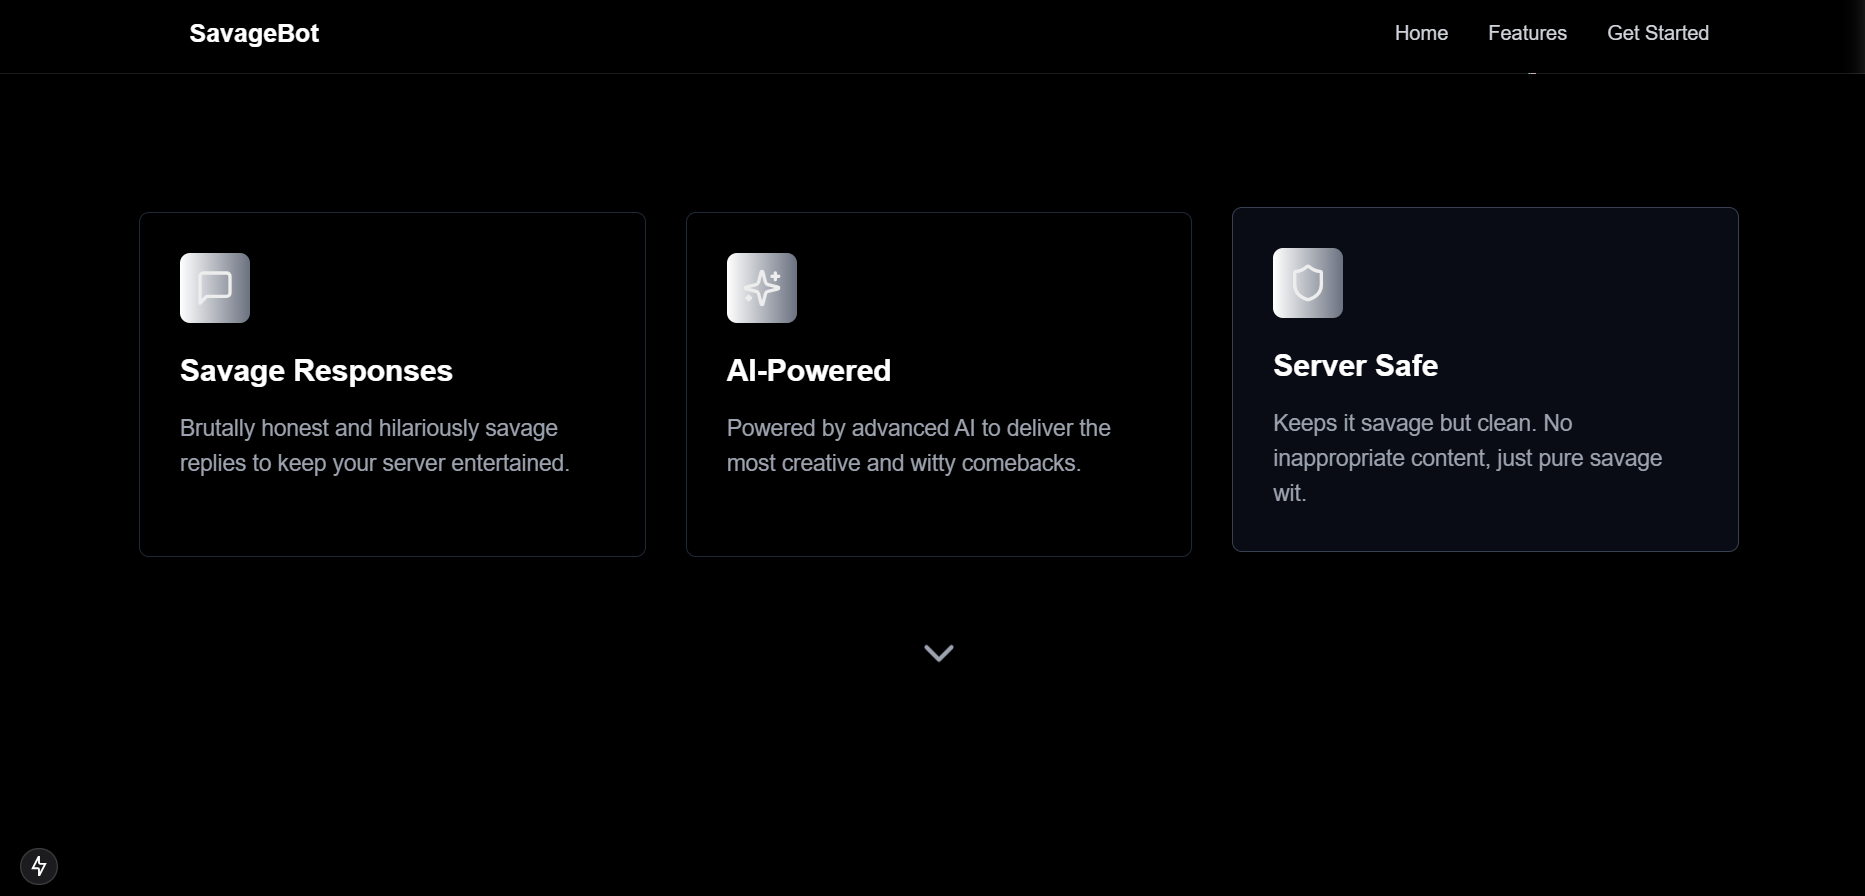 SavageBot
Home
Features
Get Started
Savage Responses
Brutally honest and hilariously savage
replies to keep your server entertained.
AI-Powered
Powered by advanced AI to deliver the
most creative and witty comebacks.
Server Safe
Keeps it savage but clean. No
inappropriate content, just pure savage
wit.